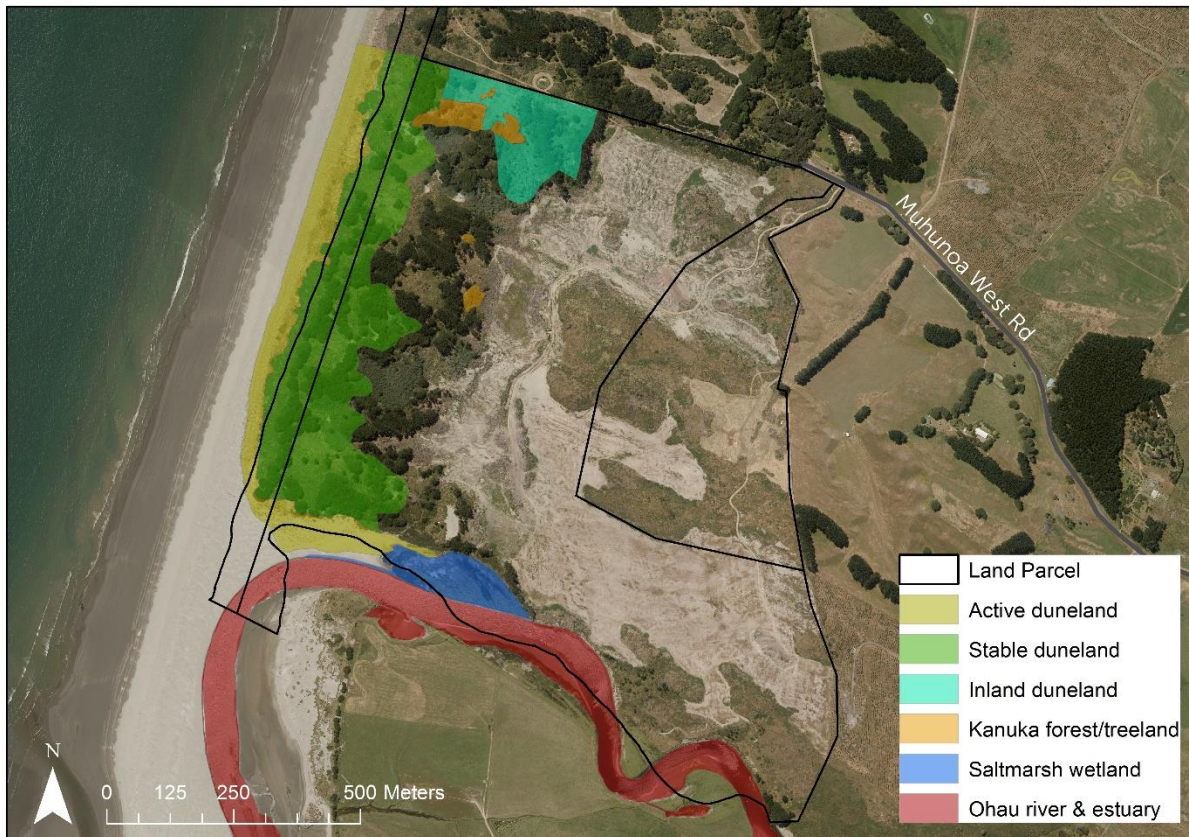 Muhunoa West Rd
Land Parcel
Active duneland
Stable duneland
Inland duneland
Kanuka forest/treeland
Saltmarsh wetland
Ohau river & estuary
N
0 125 250 500 Meters